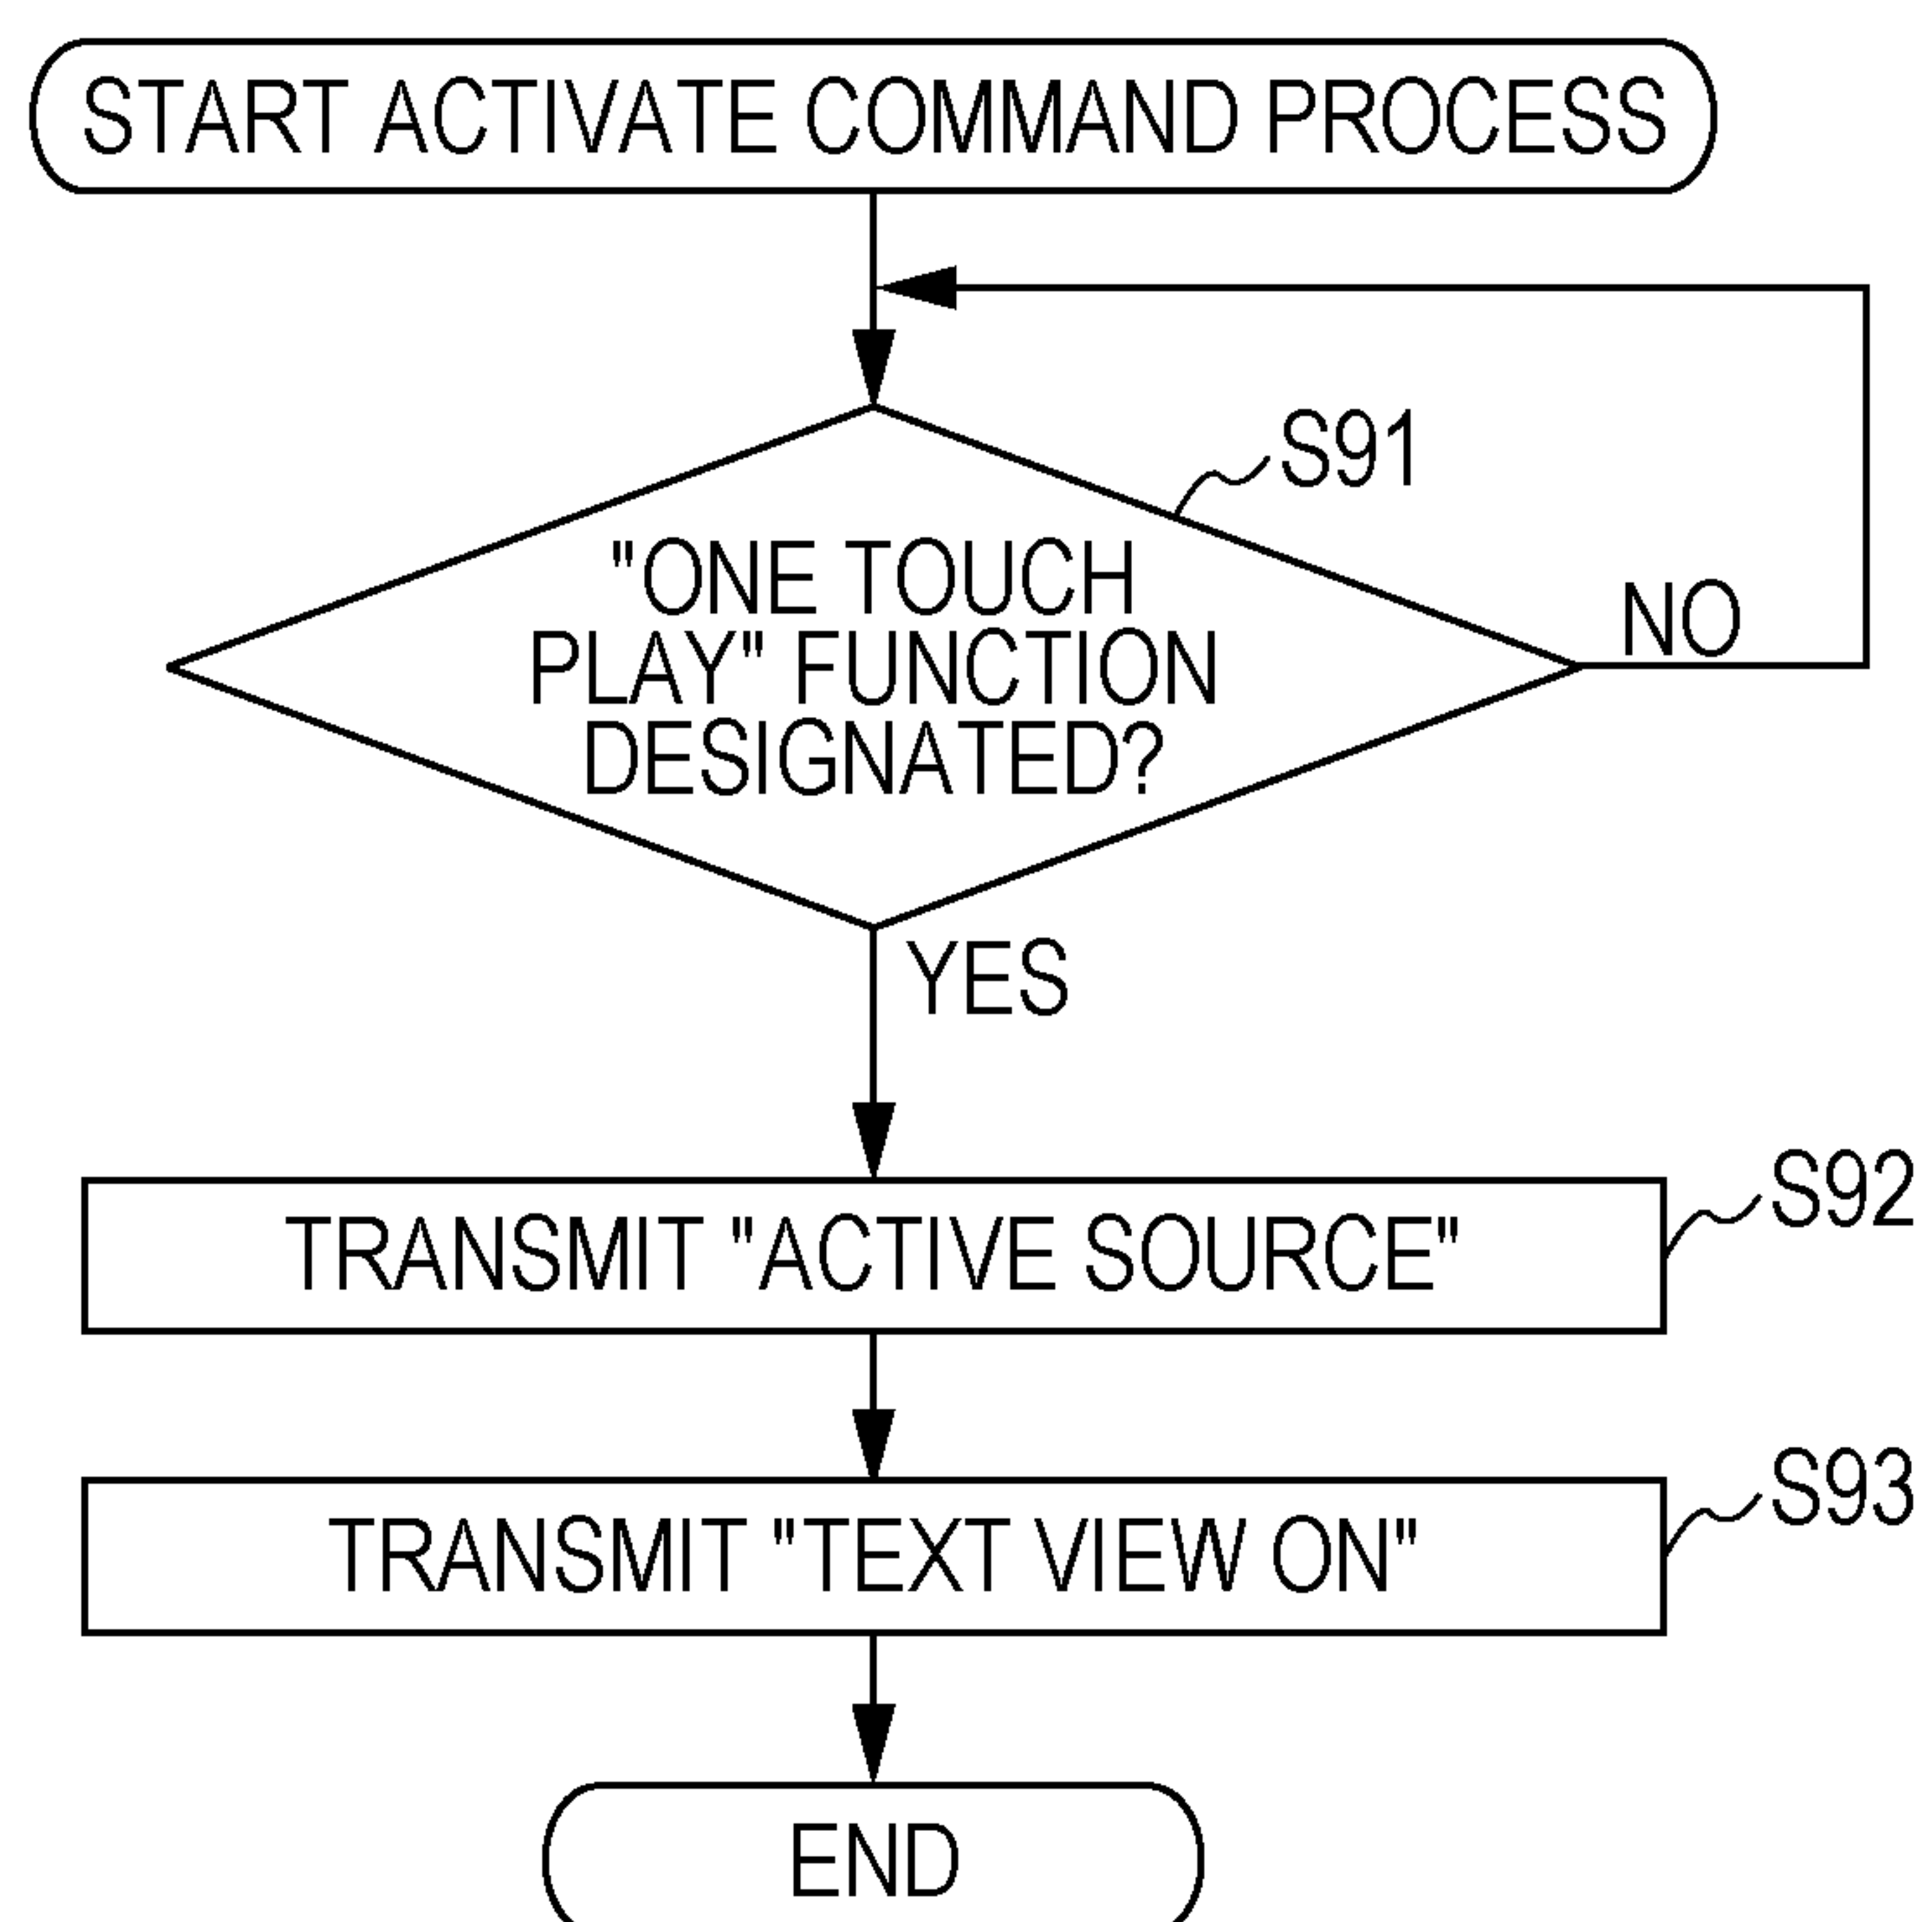 START ACTIVATE COMMAND PROCESS
S91
"ONE TOUCH
PLAY" FUNCTION
DESIGNATED?
NO
YES
S92
TRANSMIT "ACTIVE SOURCE"
S93
TRANSMIT "TEXT VIEW ON"
END